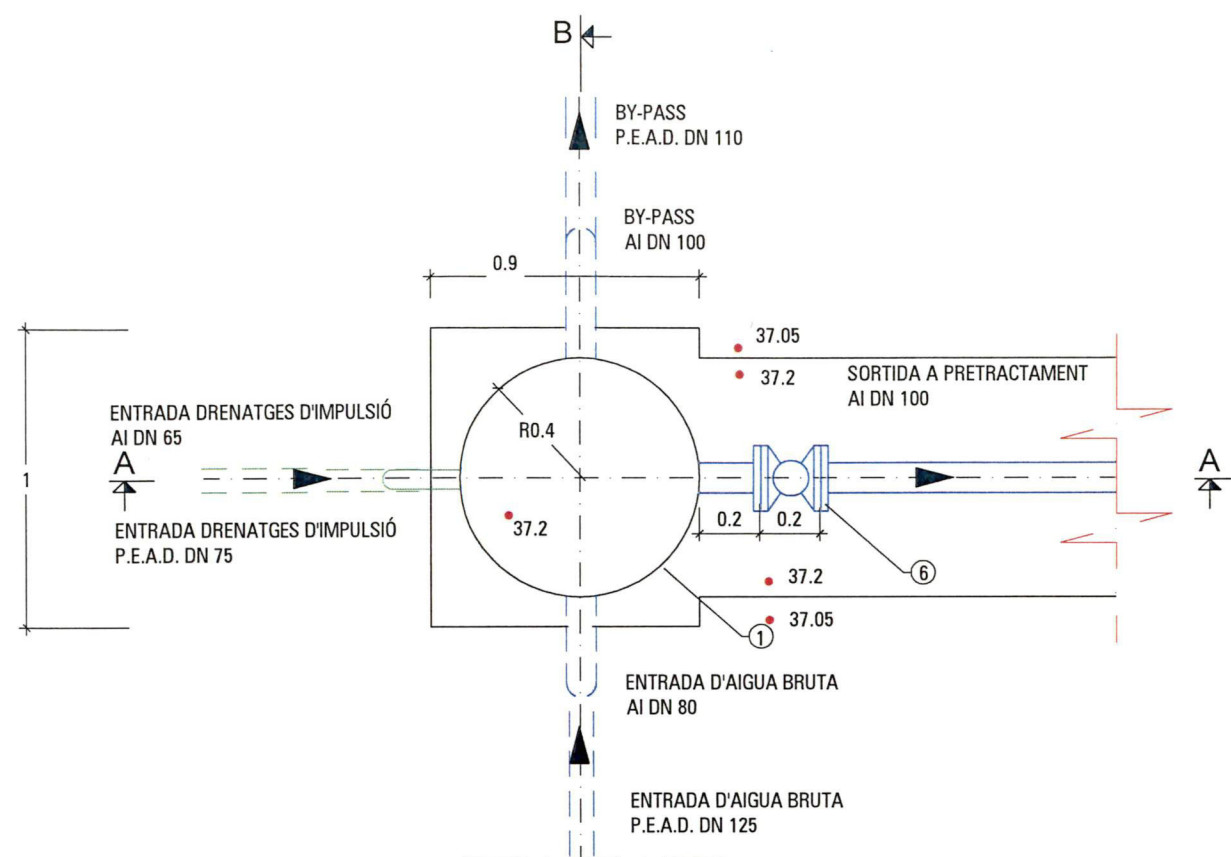 B
BY-PASS
P.E.A.D. DN 110
BY-PASS
AI DN 100
0.9
37.05
37.2
SORTIDA A PRETRACTAMENT
AI DN 100
ENTRADA DRENATGES D'IMPULSIÓ
AI DN 65
R0.4
A
A
1
ENTRADA DRENATGES D'IMPULSIÓ
P.E.A.D. DN 75
37.2
0.2
0.2
6
37.2
37.05
1
ENTRADA D'AIGUA BRUTA
AI DN 80
ENTRADA D'AIGUA BRUTA
P.E.A.D. DN 125